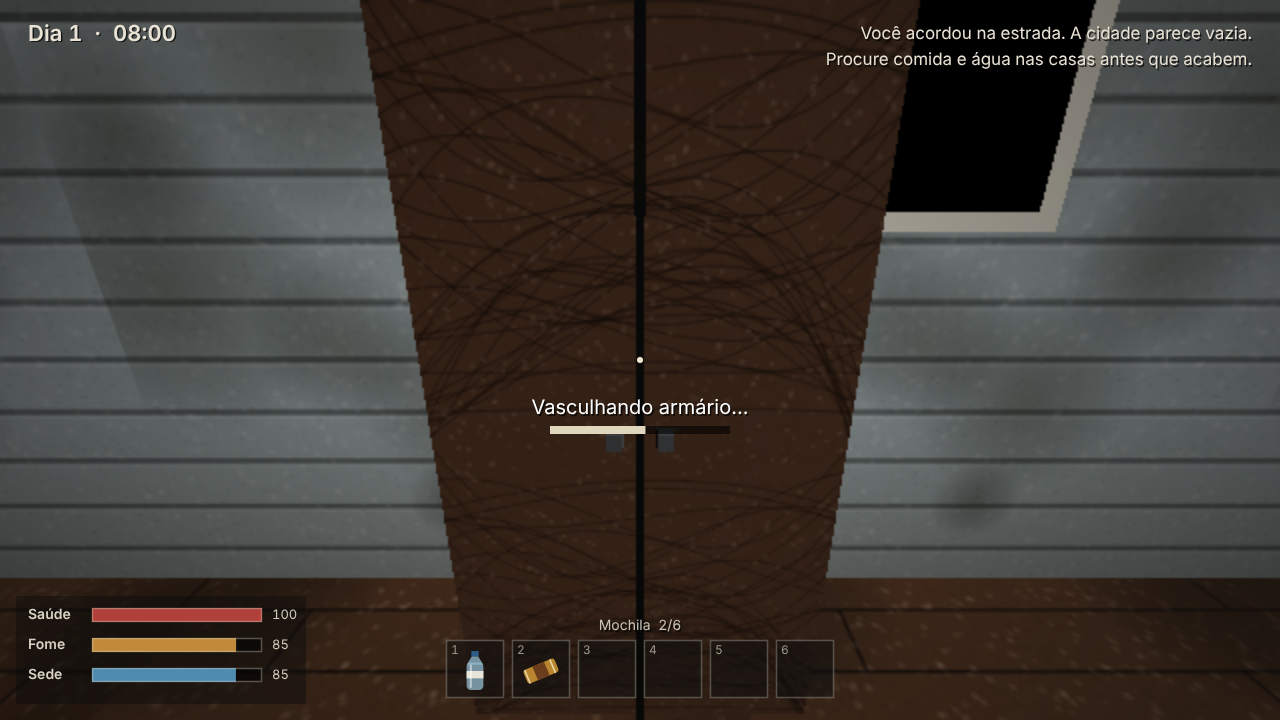 Dia 1 · 08:00
Você acordou na estrada. A cidade parece vazia.
Procure comida e água nas casas antes que acabem.
Vasculhando armário...
Saúde 100
Fome 85
Sede 85
Mochila 2/6
1 2 3 4 5 6